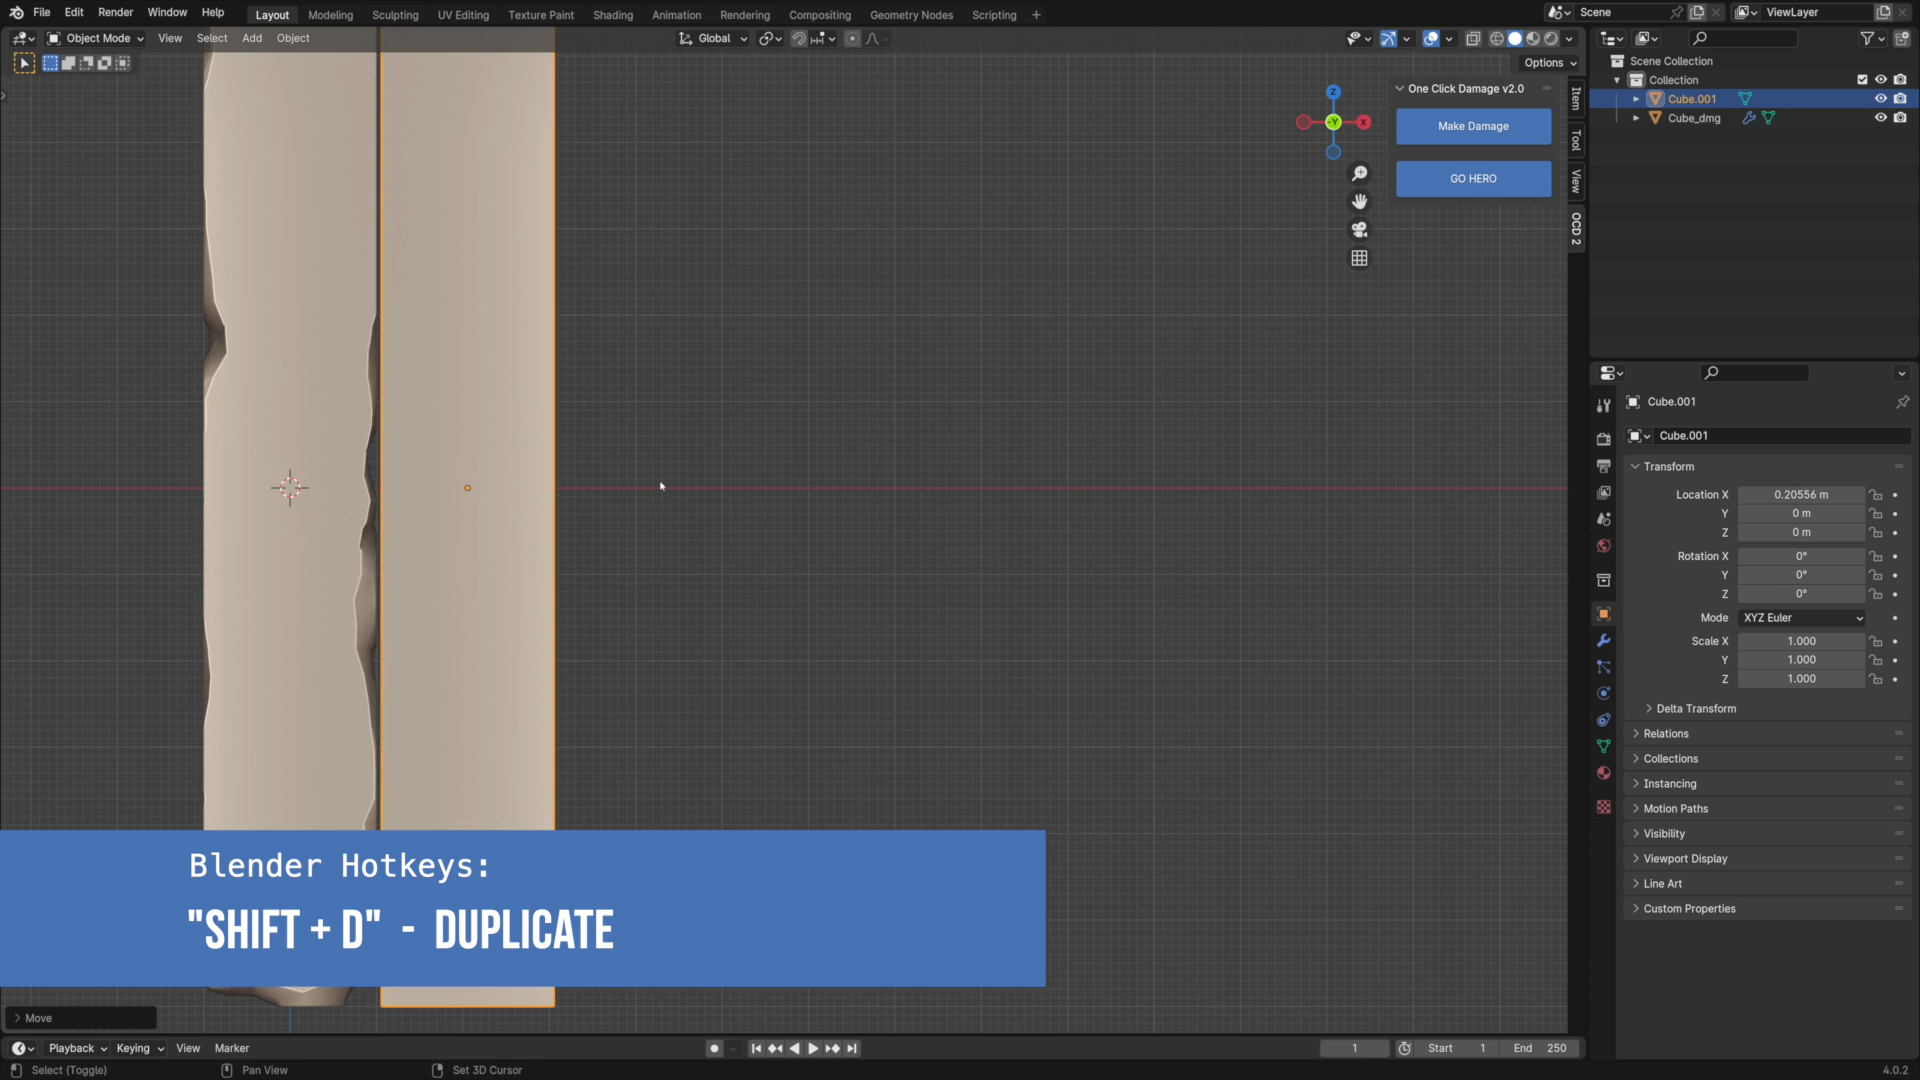 File Edit Render Window Help Layout Modeling Sculpting UV Editing Texture Paint Shading Animation Rendering Compositing Geometry Nodes Scripting + Scene ViewLayer
Object Mode View Select Add Object Global
Options
One Click Damage v2.0
Make Damage
GO HERO
Item
Tool
View
OCD 2
Z
-Y
X
Scene Collection
Collection
Cube.001
Cube_dmg
Cube.001
Cube.001
Transform
Location X 0.20556 m
Y 0 m
Z 0 m
Rotation X 0°
Y 0°
Z 0°
Mode XYZ Euler
Scale X 1.000
Y 1.000
Z 1.000
Delta Transform
Relations
Collections
Instancing
Motion Paths
Visibility
Viewport Display
Line Art
Custom Properties
Blender Hotkeys:
"SHIFT + D" - DUPLICATE
Move
Playback Keying View Marker 1 Start 1 End 250
Select (Toggle) Pan View Set 3D Cursor 4.0.2